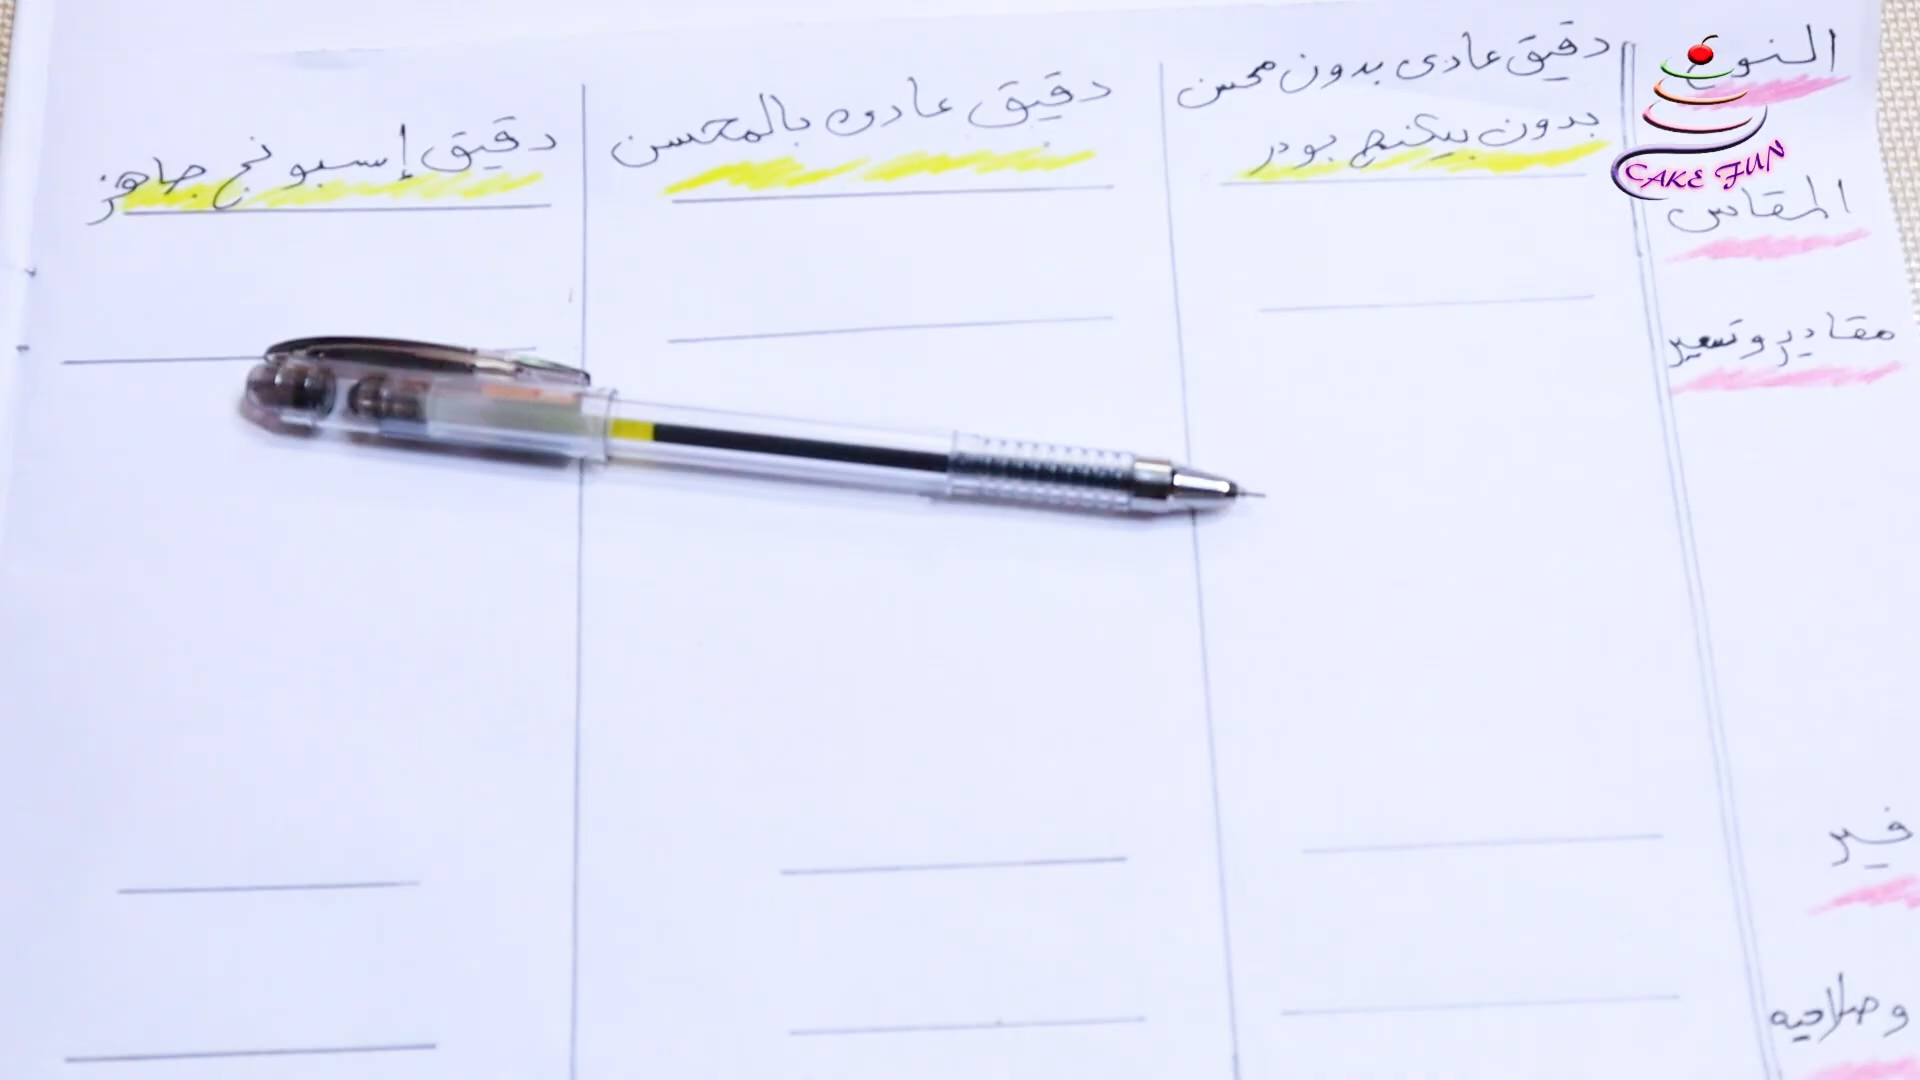 النوع
دقيق عادى بدون محسن
بدون بيكنج بودر
دقيق عادى بالمحسن
دقيق إسبونج جاهز
CAKE FUN
المقاس
مقادير وتسعير
وصلاحيه